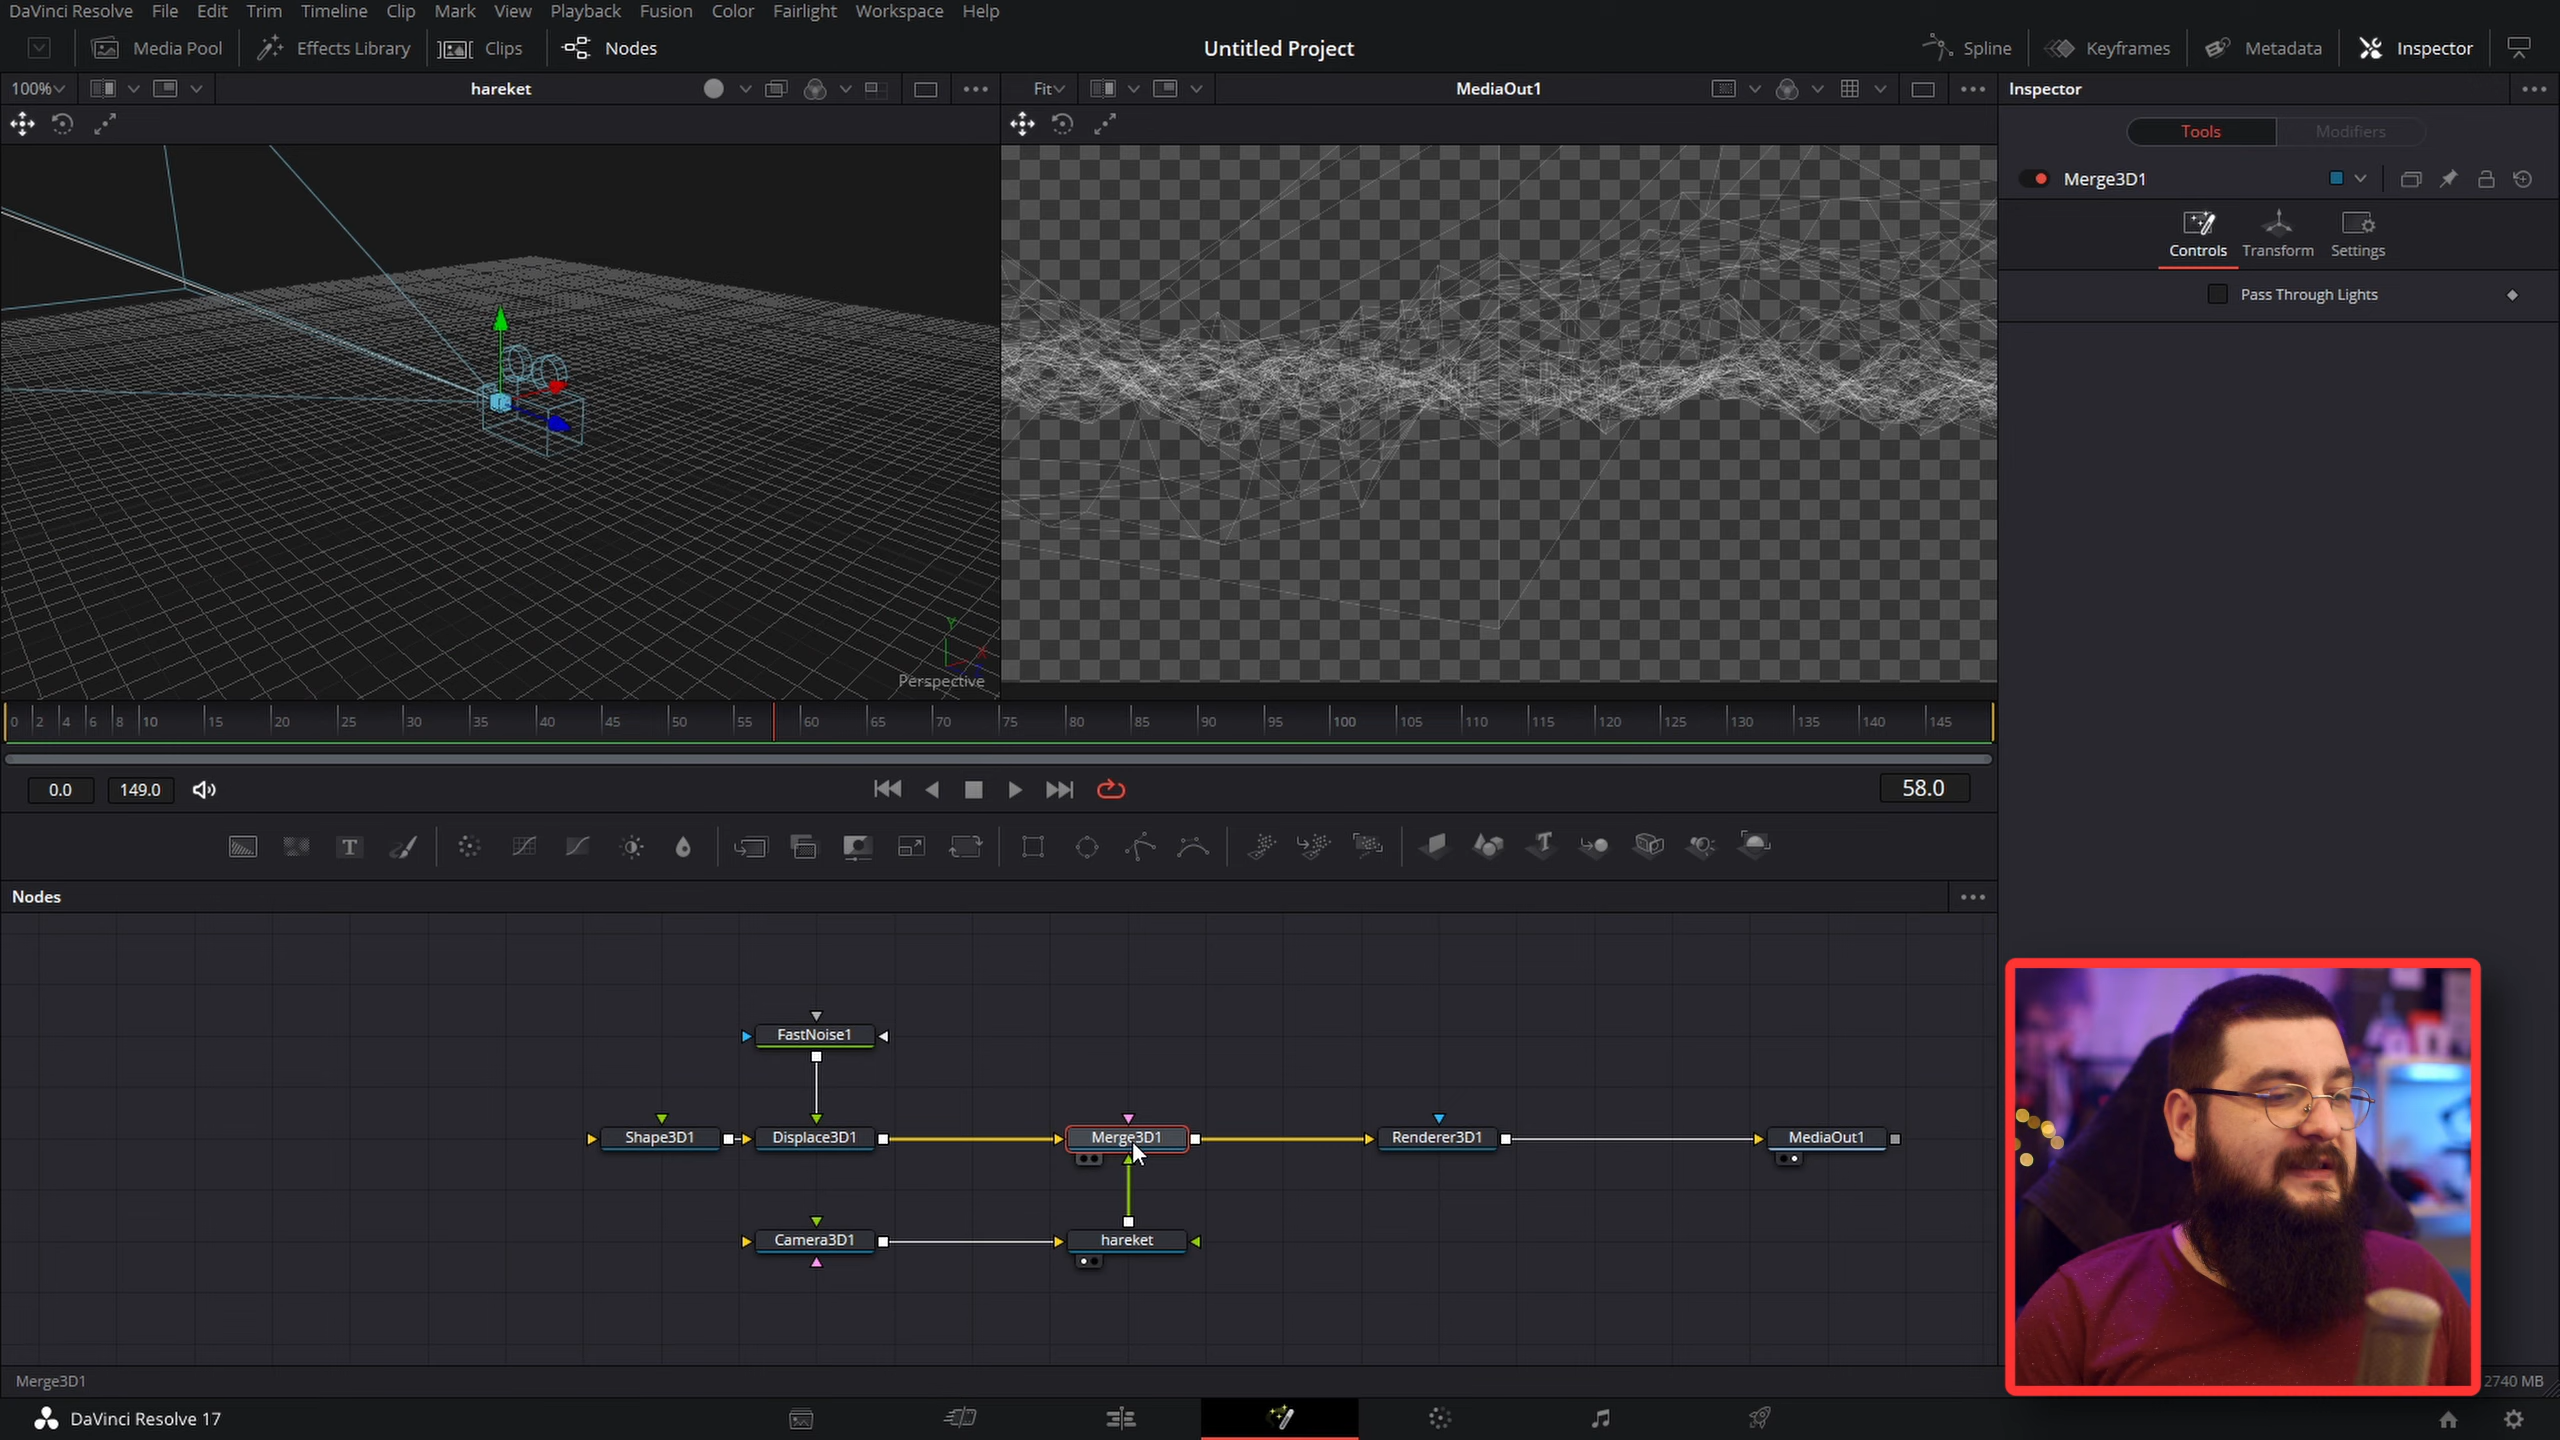 DaVinci Resolve File Edit Trim Timeline Clip Mark View Playback Fusion Color Fairlight Workspace Help
Media Pool Effects Library Clips Nodes Untitled Project Spline Keyframes Metadata Inspector
100% hareket Fit MediaOut1 Inspector
Tools Modifiers
Merge3D1
Controls Transform Settings
Pass Through Lights
Y
Perspective
0 2 4 6 8 10 15 20 25 30 35 40 45 50 55 60 65 70 75 80 85 90 95 100 105 110 115 120 125 130 135 140 145
0.0 149.0 58.0
T T
Nodes
FastNoise1
Shape3D1 Displace3D1 Merge3D1 Renderer3D1 MediaOut1
Camera3D1 hareket
Merge3D1 2740 MB
DaVinci Resolve 17